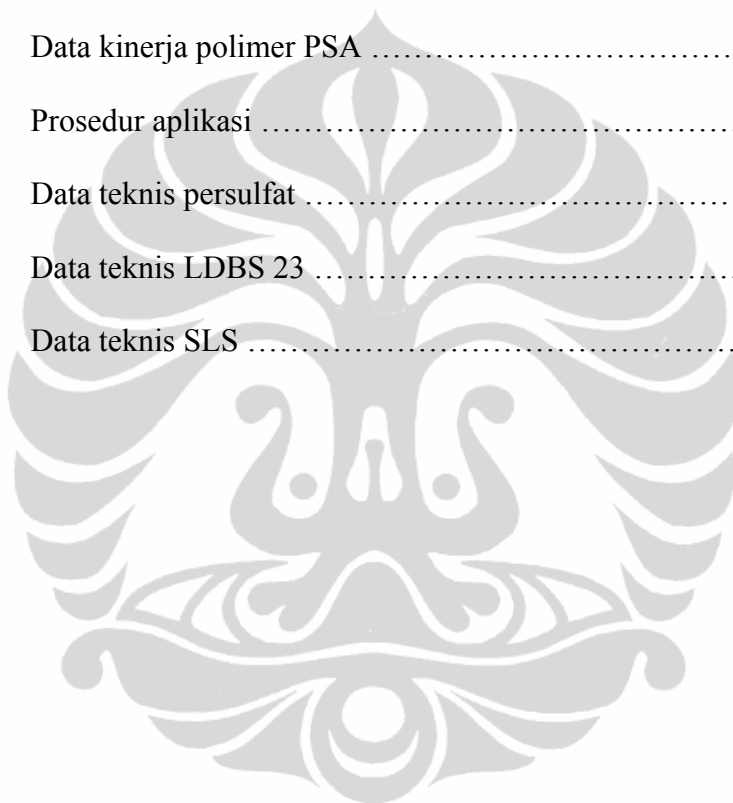 Data kinerja polimer PSA ………………………………….
Prosedur aplikasi ……………………………………………….
Data teknis persulfat ………………………………………….
Data teknis LDBS 23 ………………………………………….
Data teknis SLS ……………………………………………….